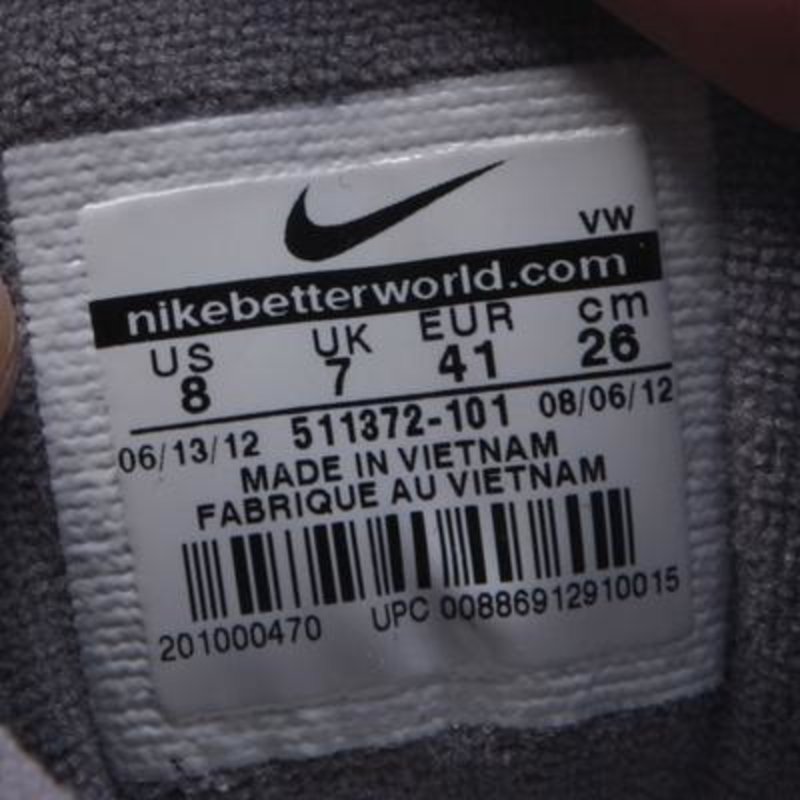 VW
nikebetterworld.com
US UK EUR cm
8 7 41 26
06/13/12 511372-101 08/06/12
MADE IN VIETNAM
FABRIQUE AU VIETNAM
201000470 UPC 00886912910015